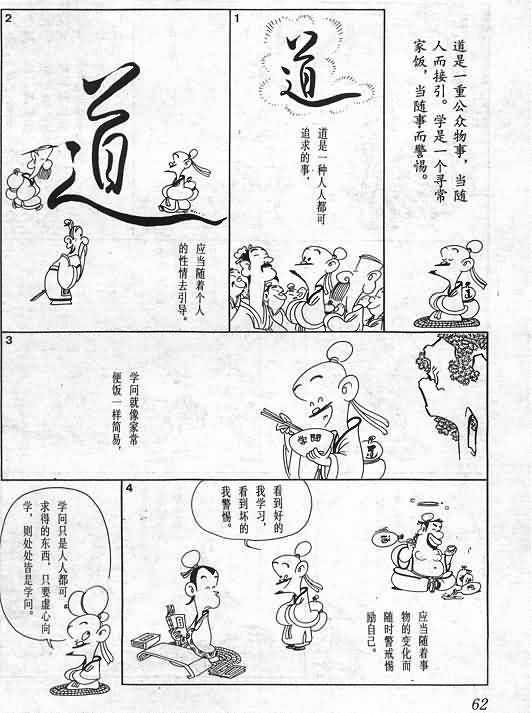 道是一重公众物事，当随
人而接引。学是一个寻常
家饭，当随事而警惕。
1
道
道是一种人人都可
追求的事，
道
2
道
应当随着个人
的性情去引导。
3
学问就像家常
便饭一样简易，
学問
道
4
看到好的
我学习，
看到坏的
我警惕。
应当随着事
物的变化而
随时警戒惕
励自己。
学问只是人人都可
求得的东西，只要虚心向
学，则处处皆是学问。
62